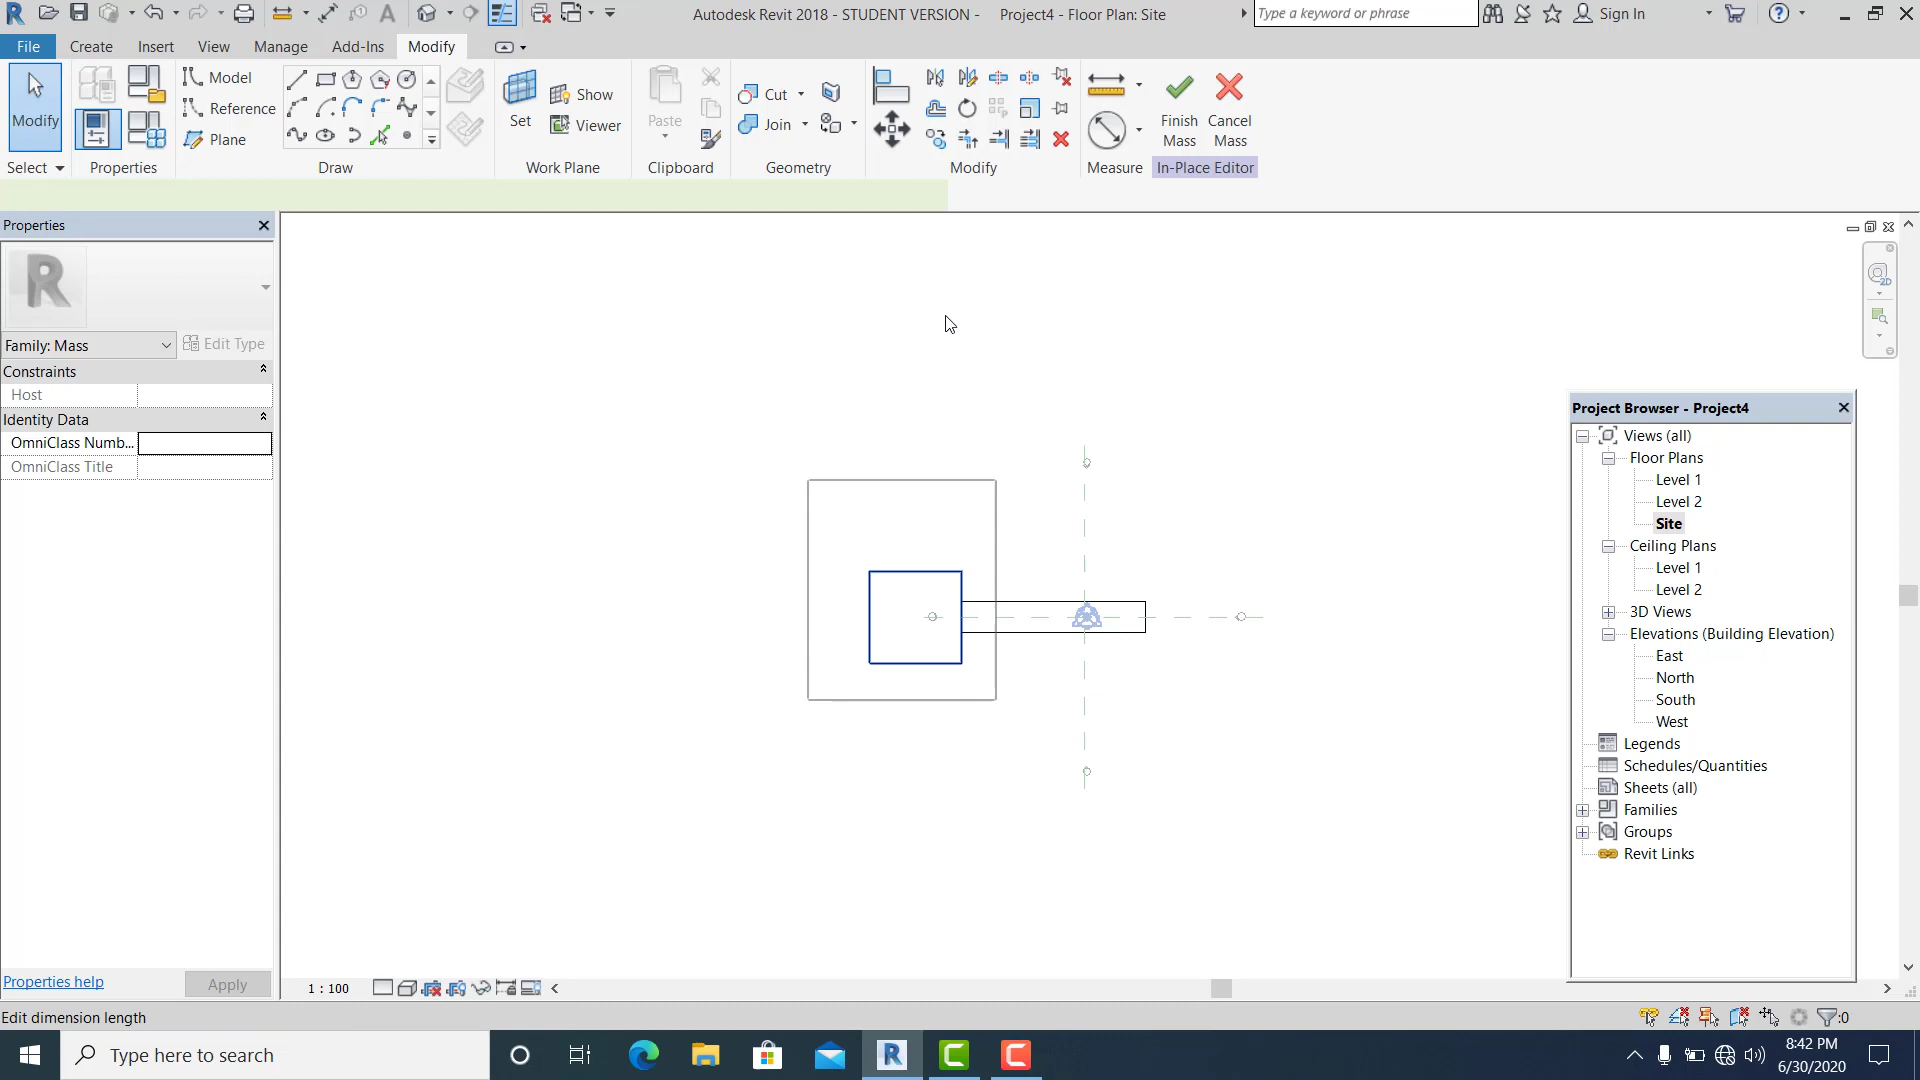 Autodesk Revit 2018 - STUDENT VERSION - Project4 - Floor Plan: Site
Type a keyword or phrase
Sign In
File Create Insert View Manage Add-Ins Modify
Modify
Select
Properties
Model
Reference
Plane
Draw
Set
Show
Viewer
Work Plane
Paste
Clipboard
Cut
Join
Geometry
Modify
Measure
Finish
Mass
Cancel
Mass
In-Place Editor
Properties
Family: Mass
Edit Type
Constraints
Host
Identity Data
OmniClass Numb...
OmniClass Title
Properties help
Apply
2D
Project Browser - Project4
Views (all)
Floor Plans
Level 1
Level 2
Site
Ceiling Plans
Level 1
Level 2
3D Views
Elevations (Building Elevation)
East
North
South
West
Legends
Schedules/Quantities
Sheets (all)
Families
Groups
Revit Links
1 : 100
Edit dimension length
:0
Type here to search
8:42 PM
6/30/2020